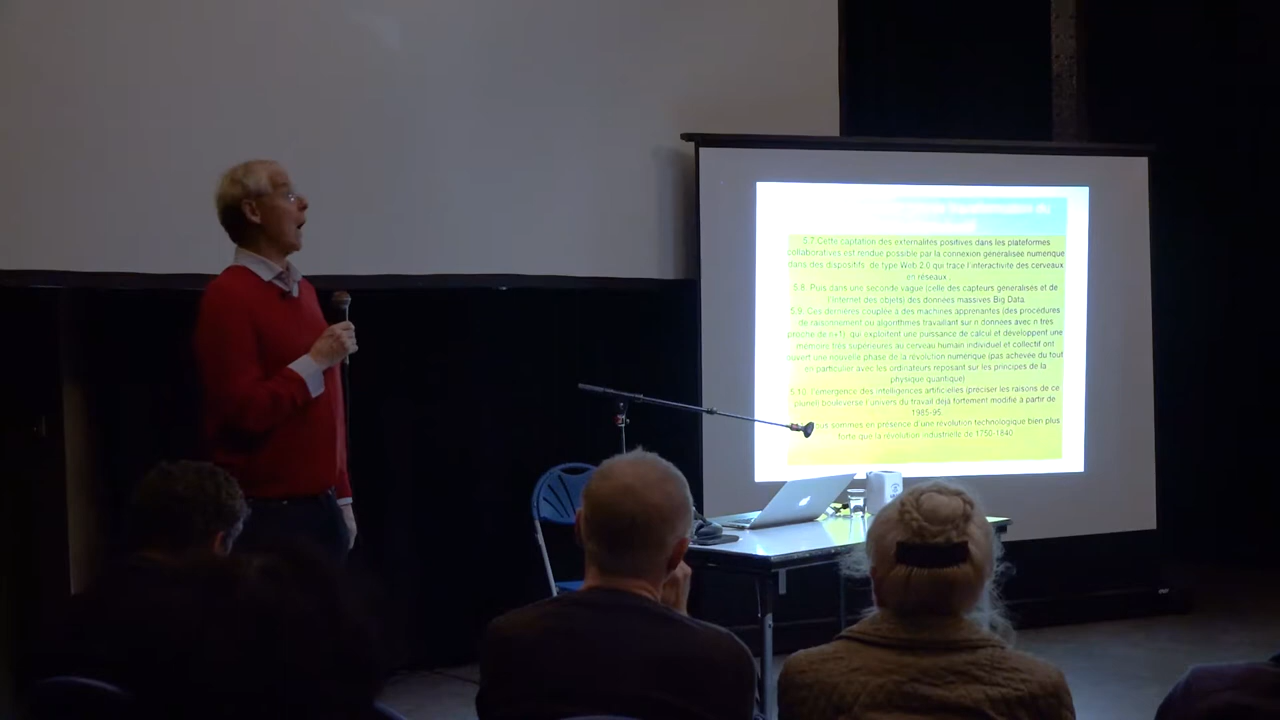 transformation du
5.7 Cette captation des externalités positives dans les plateformes
collaboratives est rendue possible par la connexion généralisée numérique
dans des dispositifs de type Web 2.0 qui trace l'interactivité des cerveaux
en réseaux.
5.8. Puis dans une seconde vague (celle des capteurs généralisés et de
l'Internet des objets) des données massives Big Data.
5.9. Ces dernières couplée à des machines apprenantes (des procédures
de raisonnement ou algorithmes travaillant sur n données avec n très
proche de n+1) qui exploitent une puissance de calcul et développent une
mémoire très supérieures au cerveau humain individuel et collectif ont
ouvert une nouvelle phase de la révolution numérique (pas achevée du tout
en particulier avec les ordinateurs reposant sur les principes de la
physique quantique)
5.10. l'émergence des intelligences artificielles (préciser les raisons de ce
pluriel) bouleverse l'univers du travail déjà fortement modifié à partir de
1985-95.
sommes en présence d'une révolution technologique bien plus
forte que la révolution industrielle de 1750-1840